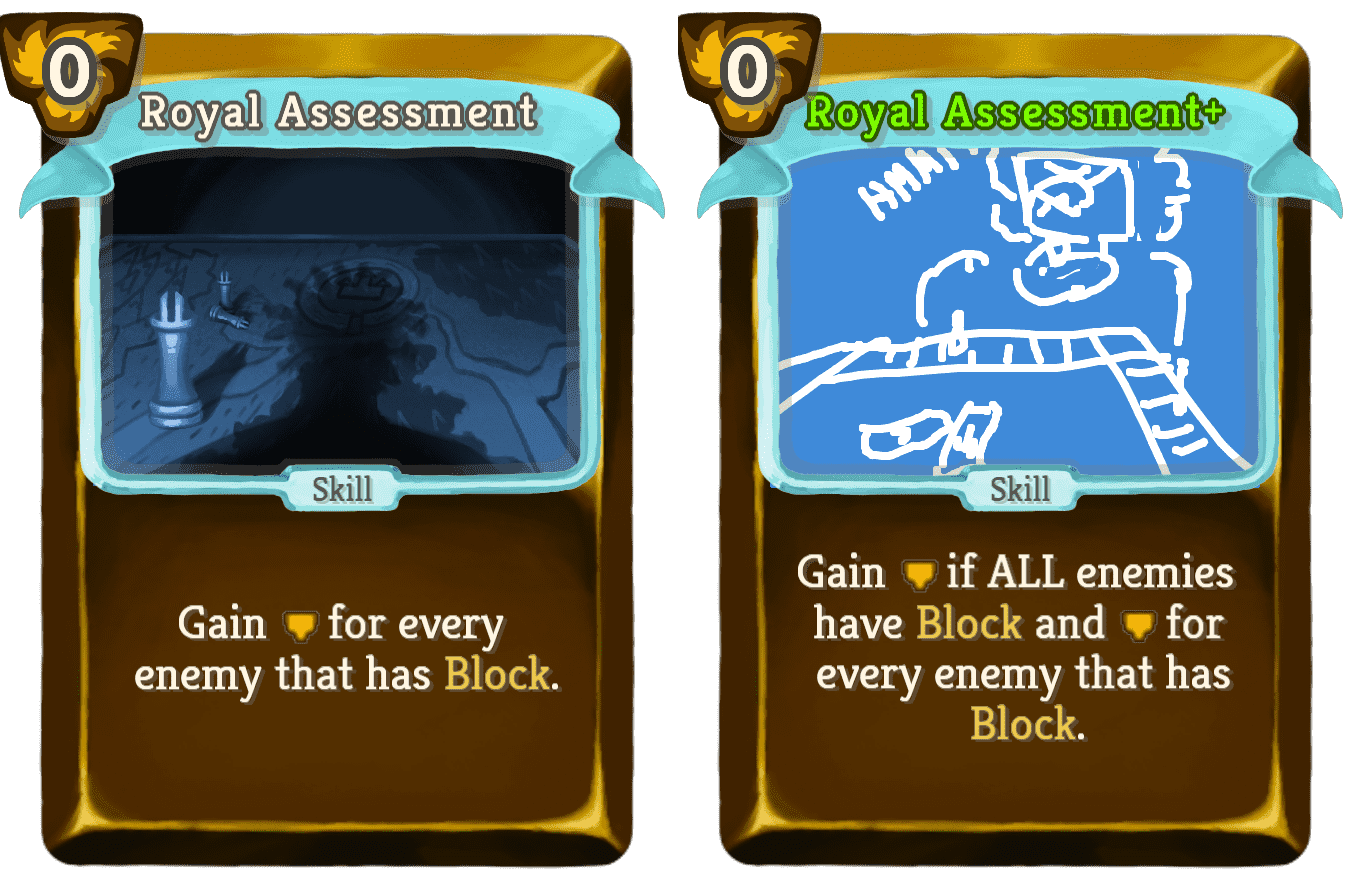 0
Royal Assessment
Skill
Gain for every
enemy that has Block.
0
Royal Assessment+
HMM
Skill
Gain if ALL enemies
have Block and for
every enemy that has
Block.